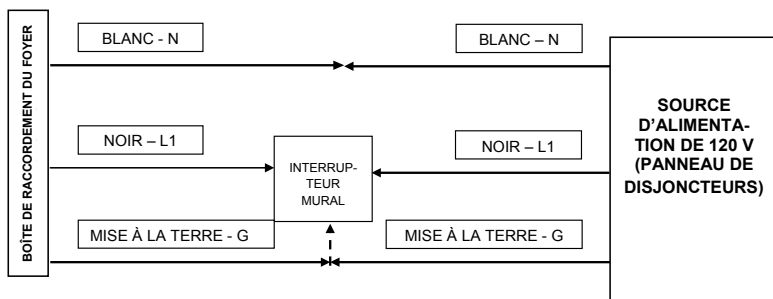 BOÎTE DE RACCORDEMENT DU FOYER
BLANC - N
BLANC – N
NOIR – L1
NOIR – L1
INTERRUP-
TEUR
MURAL
MISE À LA TERRE - G
MISE À LA TERRE - G
SOURCE
D'ALIMENTA-
TION DE 120 V
(PANNEAU DE
DISJONCTEURS)